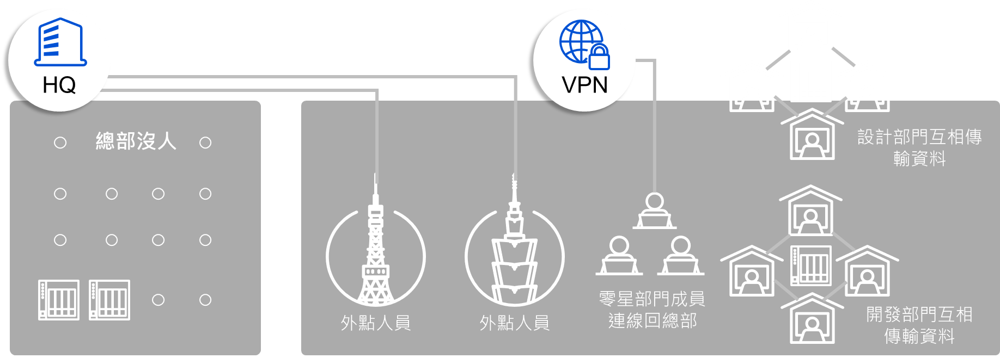 HQ
VPN
總部沒人
設計部門互相傳
輸資料
外點人員
外點人員
零星部門成員
連線回總部
開發部門互相
傳輸資料